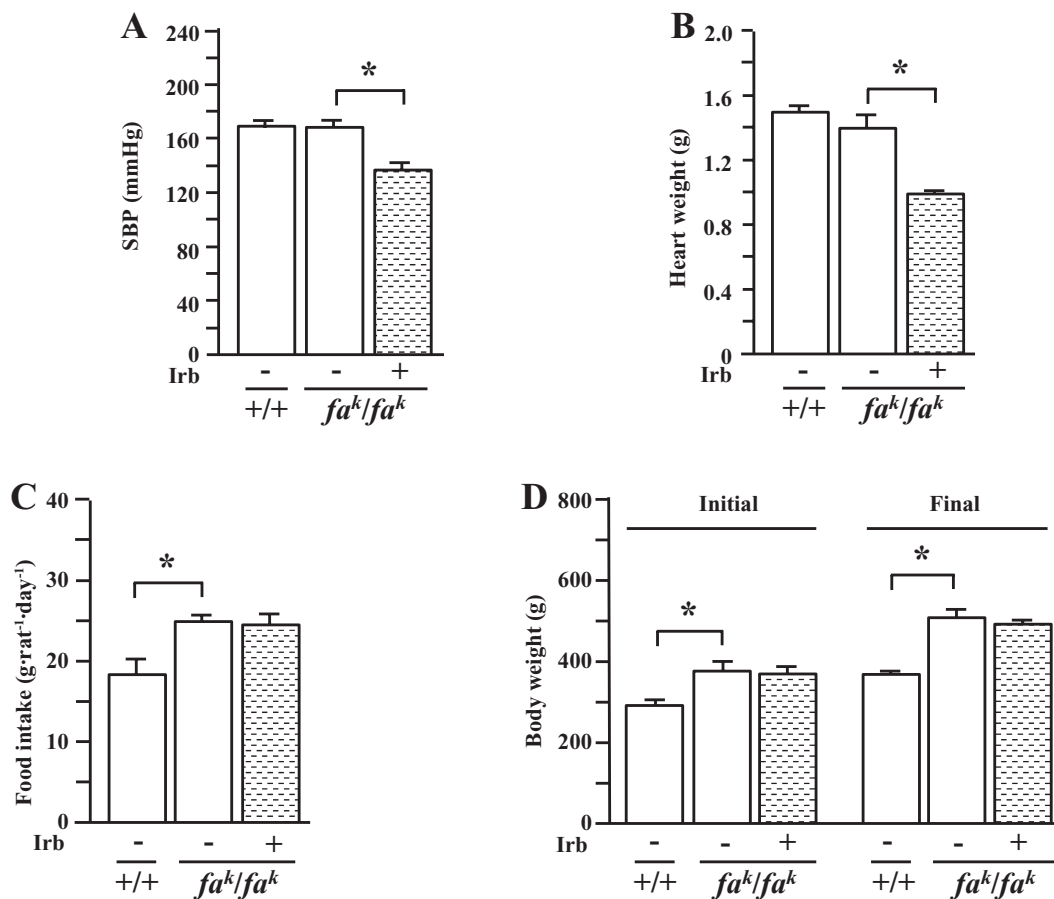 A
SBP (mmHg)
240
200
160
120
80
40
0
*
Irb - - +
+/+ fa^k/fa^k
B
Heart weight (g)
2.0
1.6
1.2
0.8
0.4
0
*
Irb - - +
+/+ fa^k/fa^k
C
Food intake (g·rat⁻¹·day⁻¹)
40
30
20
10
0
*
Irb - - +
+/+ fa^k/fa^k
D
Body weight (g)
800
600
400
200
0
Initial Final
* *
Irb - - + - - +
+/+ fa^k/fa^k +/+ fa^k/fa^k